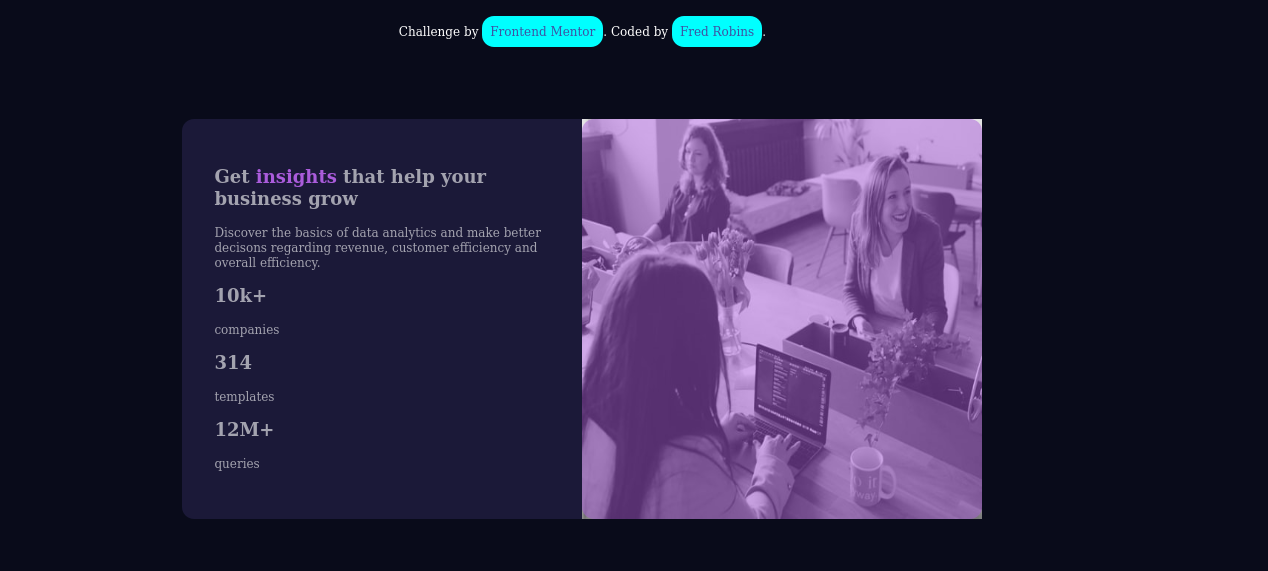 Challenge by Frontend Mentor. Coded by Fred Robins.
Get insights that help your
business grow
Discover the basics of data analytics and make better
decisons regarding revenue, customer efficiency and
overall efficiency.
10k+
companies
314
templates
12M+
queries